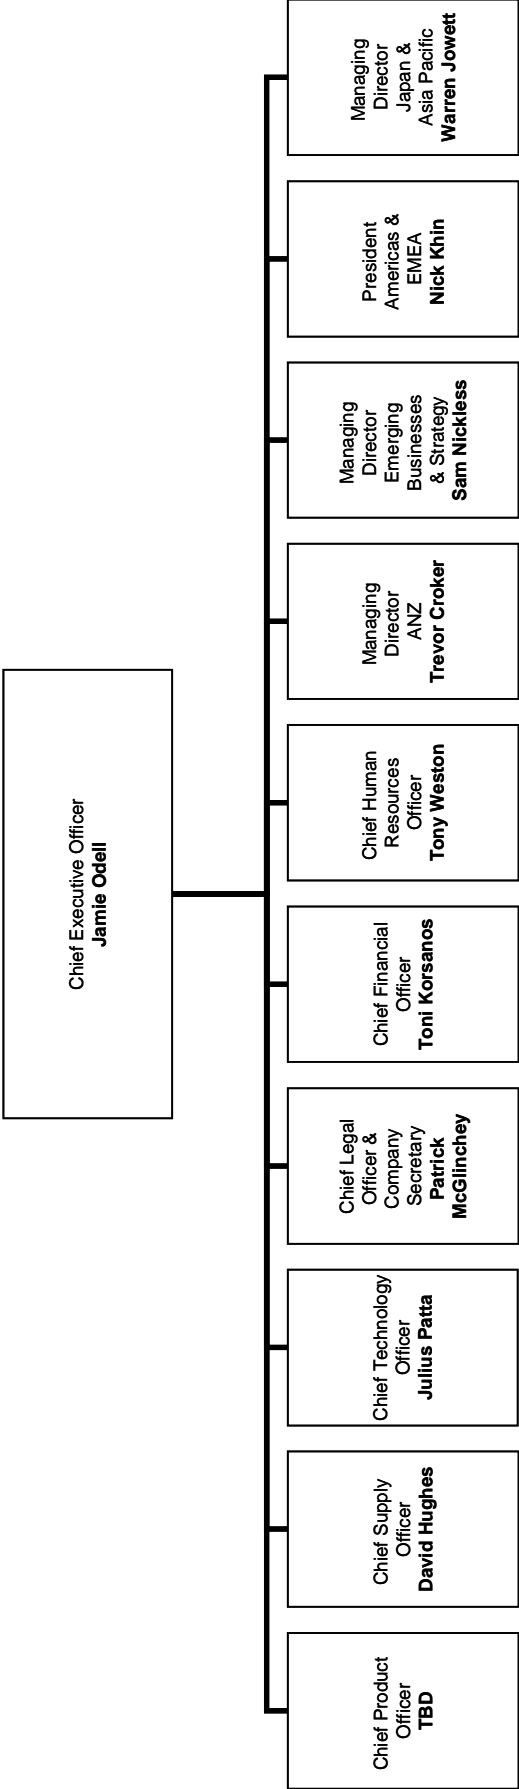 Chief Executive Officer
Jamie Odell
Chief Product
Officer
TBD
Chief Supply
Officer
David Hughes
Chief Technology
Officer
Julius Patta
Chief Legal
Officer &
Company
Secretary
Patrick
McGlinchey
Chief Financial
Officer
Toni Korsanos
Chief Human
Resources
Officer
Tony Weston
Managing
Director
ANZ
Trevor Croker
Managing
Director
Emerging
Businesses
& Strategy
Sam Nickless
President
Americas &
EMEA
Nick Khin
Managing
Director
Japan &
Asia Pacific
Warren Jowett